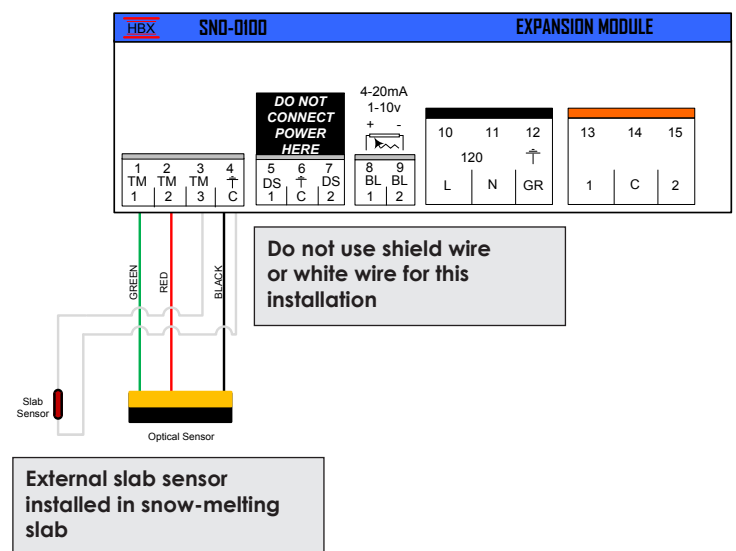 HBX SNO-0100 EXPANSION MODULE
DO NOT
CONNECT
POWER
HERE
4-20mA
1-10v
+ -
1 2 3 4
TM TM TM C
1 2 3
5 6 7
DS DS
1 C 2
8 9
BL BL
1 2
10 11 12
120
L N GR
13 14 15
1 C 2
GREEN
RED
BLACK
Do not use shield wire
or white wire for this
installation
Slab
Sensor
Optical Sensor
External slab sensor
installed in snow-melting
slab